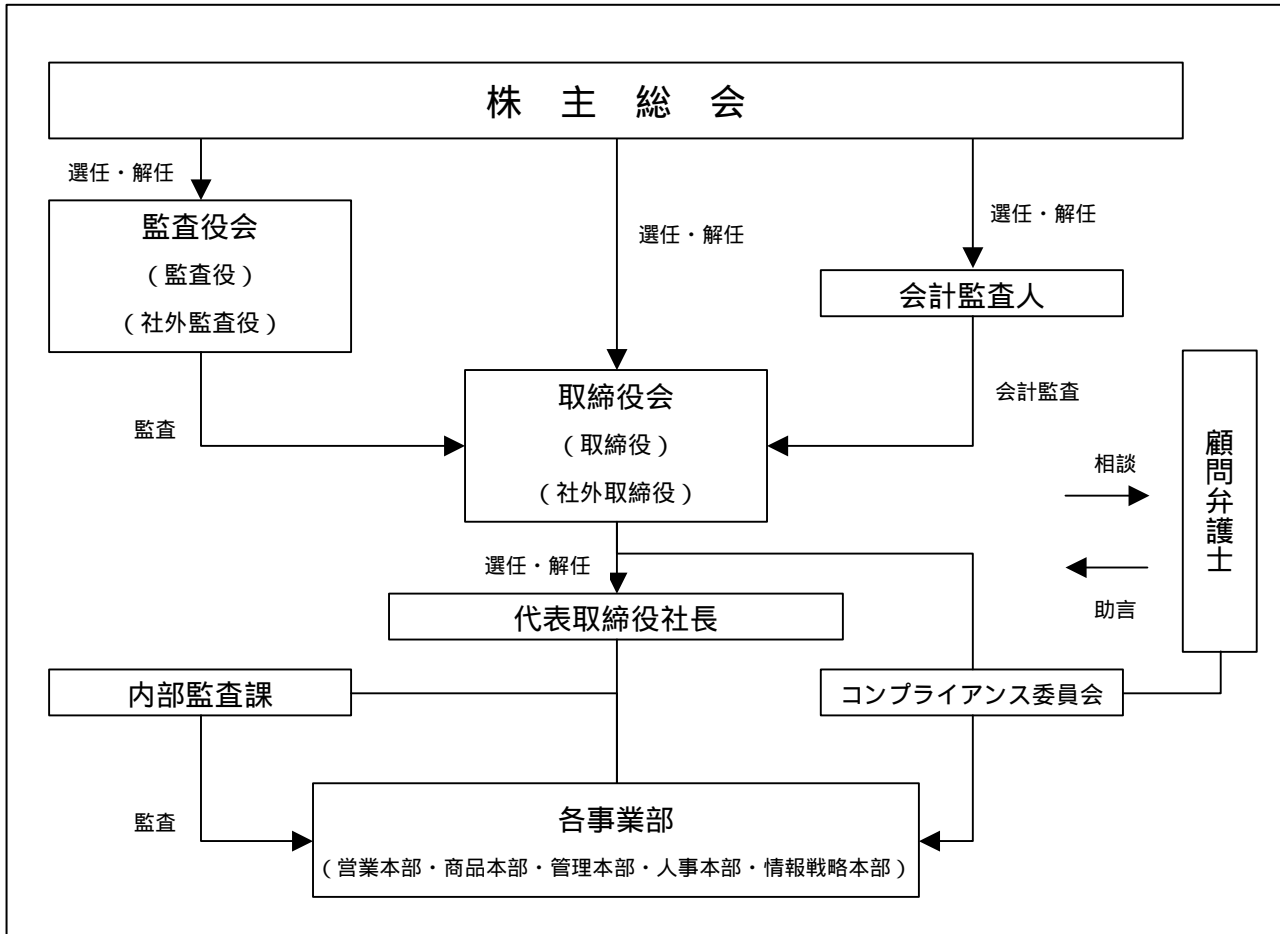 株　主　総　会
選任・解任
選任・解任
選任・解任
監査役会
（監査役）
（社外監査役）
会計監査人
監査
取締役会
（取締役）
（社外取締役）
会計監査
相談
助言
顧問弁護士
選任・解任
代表取締役社長
内部監査課
コンプライアンス委員会
監査
各事業部
（営業本部・商品本部・管理本部・人事本部・情報戦略本部）